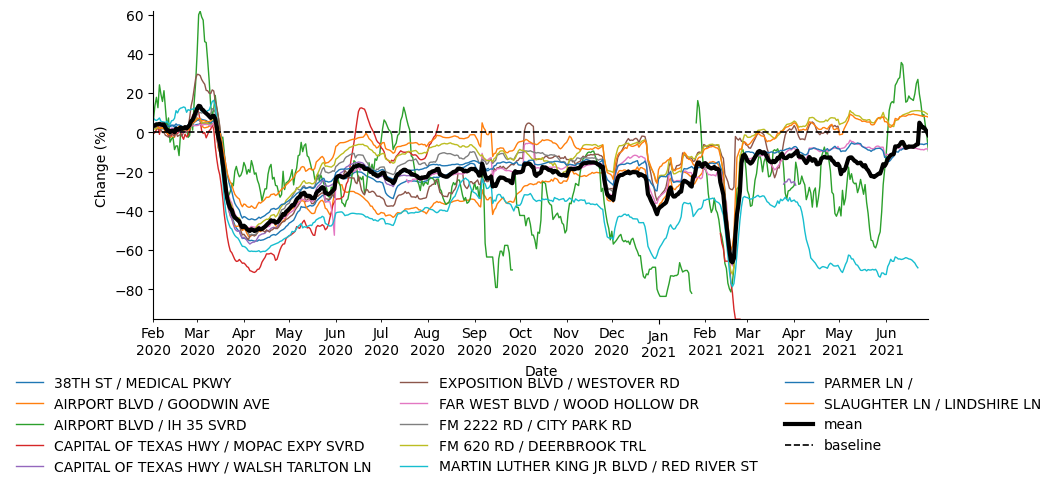 60
40
20
0
−20
−40
−60
−80
Change (%)
Feb Mar Apr May Jun Jul Aug Sep Oct Nov Dec Jan Feb Mar Apr May Jun
2020 2020 2020 2020 2020 2020 2020 2020 2020 2020 2020 2021 2021 2021 2021 2021 2021
Date
38TH ST / MEDICAL PKWY
AIRPORT BLVD / GOODWIN AVE
AIRPORT BLVD / IH 35 SVRD
CAPITAL OF TEXAS HWY / MOPAC EXPY SVRD
CAPITAL OF TEXAS HWY / WALSH TARLTON LN
EXPOSITION BLVD / WESTOVER RD
FAR WEST BLVD / WOOD HOLLOW DR
FM 2222 RD / CITY PARK RD
FM 620 RD / DEERBROOK TRL
MARTIN LUTHER KING JR BLVD / RED RIVER ST
PARMER LN /
SLAUGHTER LN / LINDSHIRE LN
mean
baseline